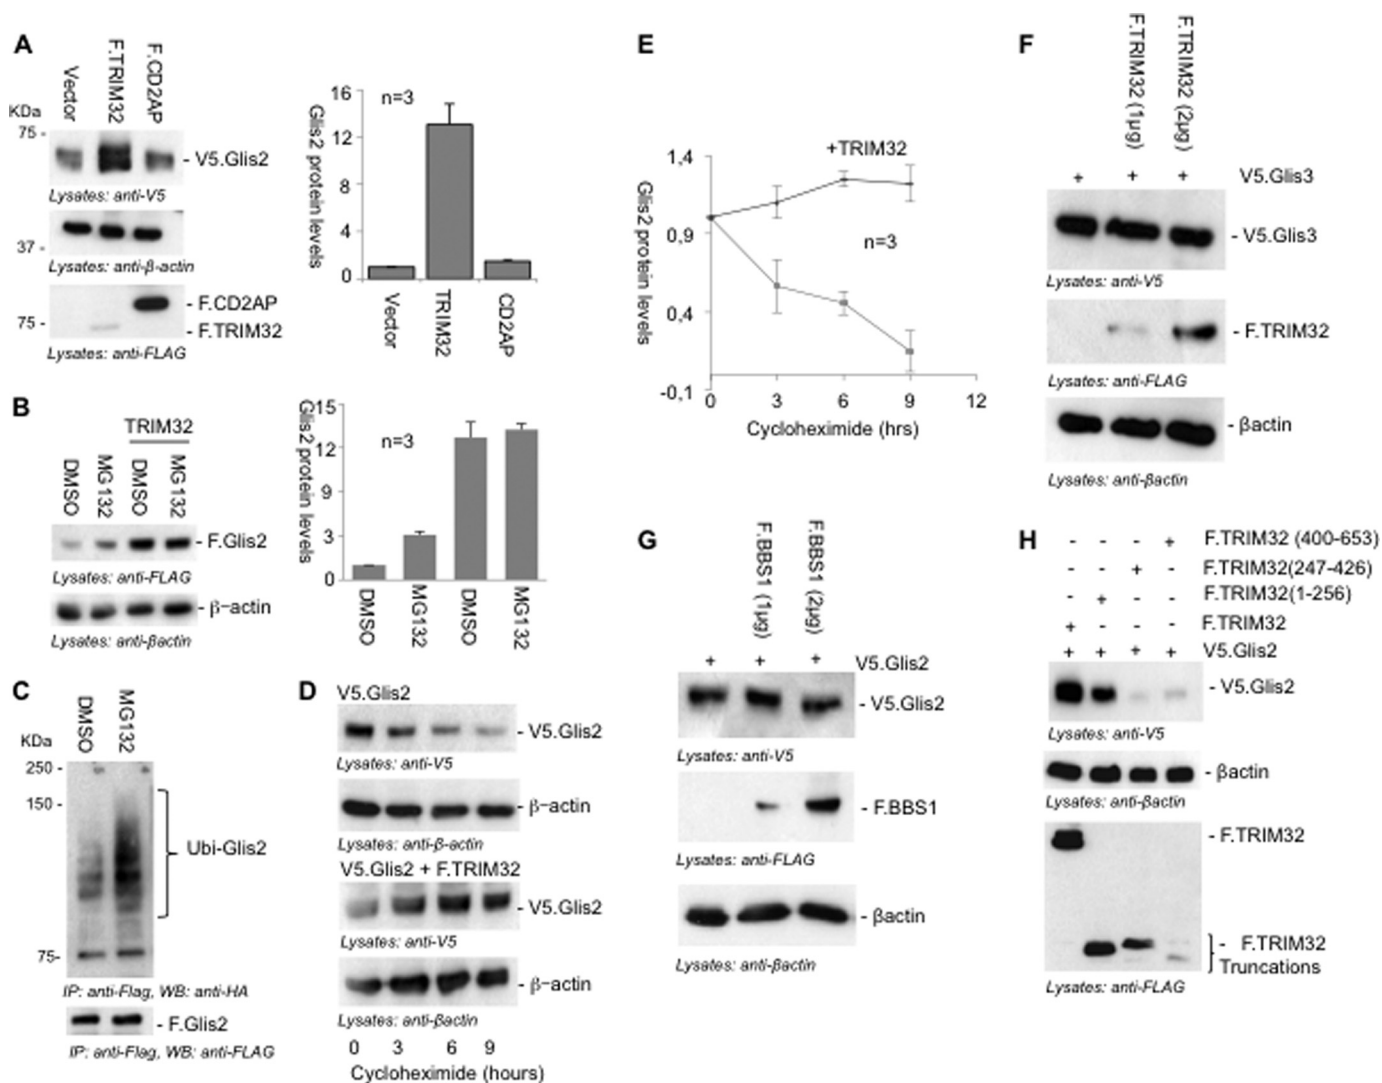 A
Vector
F.TRIM32
F.CD2AP
KDa
75 -
- V5.Glis2
Lysates: anti-V5
37 -
Lysates: anti-β-actin
- F.CD2AP
75 -
- F.TRIM32
Lysates: anti-FLAG
Glis2 protein levels
16
12
8
4
0
n=3
Vector
TRIM32
CD2AP
B
TRIM32
DMSO
MG132
DMSO
MG132
- F.Glis2
Lysates: anti-FLAG
- β-actin
Lysates: anti-βactin
Glis2protein levels
15
12
9
3
0
n=3
DMSO
MG132
DMSO
MG132
C
DMSO
MG132
KDa
250 -
150 -
Ubi-Glis2
75-
IP: anti-Flag, WB: anti-HA
- F.Glis2
IP: anti-Flag, WB: anti-FLAG
D
V5.Glis2
- V5.Glis2
Lysates: anti-V5
- β-actin
Lysates: anti-β-actin
V5.Glis2 + F.TRIM32
- V5.Glis2
Lysates: anti-V5
- β-actin
Lysates: anti-βactin
0 3 6 9
Cycloheximide (hours)
E
Glis2 protein levels
1,4
0,9
0,4
-0,1
+TRIM32
n=3
0 3 6 9 12
Cycloheximide (hrs)
F
F.TRIM32 (1µg)
F.TRIM32 (2µg)
+ + + V5.Glis3
- V5.Glis3
Lysates: anti-V5
- F.TRIM32
Lysates: anti-FLAG
- βactin
Lysates: anti-βactin
G
F.BBS1 (1µg)
F.BBS1 (2µg)
+ + + V5.Glis2
- V5.Glis2
Lysates: anti-V5
- F.BBS1
Lysates: anti-FLAG
- βactin
Lysates: anti-βactin
H
- - - + F.TRIM32 (400-653)
- - + - F.TRIM32(247-426)
- + - - F.TRIM32(1-256)
+ - - - F.TRIM32
+ + + + V5.Glis2
- V5.Glis2
Lysates: anti-V5
- βactin
Lysates: anti-βactin
- F.TRIM32
- F.TRIM32
Truncations
Lysates: anti-FLAG